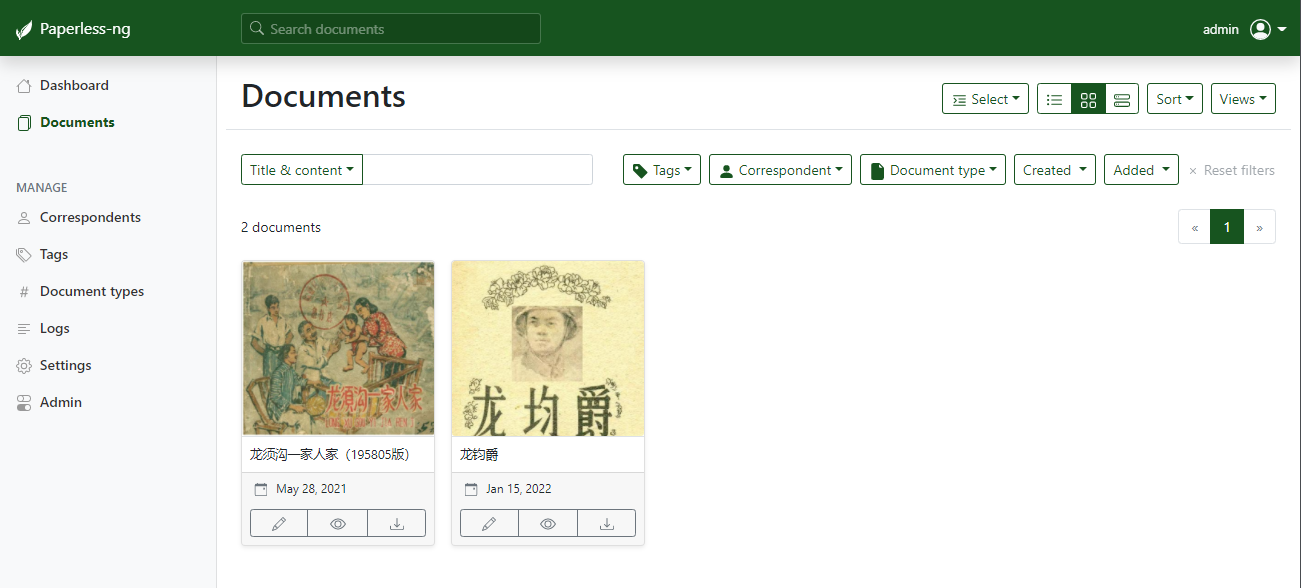 Paperless-ng
Search documents
admin
Dashboard
Documents
MANAGE
Correspondents
Tags
# Document types
Logs
Settings
Admin
Documents
Select
Sort
Views
Title & content
Tags
Correspondent
Document type
Created
Added
× Reset filters
2 documents
« 1 »
龙須沟一家人家
龙均爵
龙须沟一家人家（195805版）
龙钧爵
May 28, 2021
Jan 15, 2022